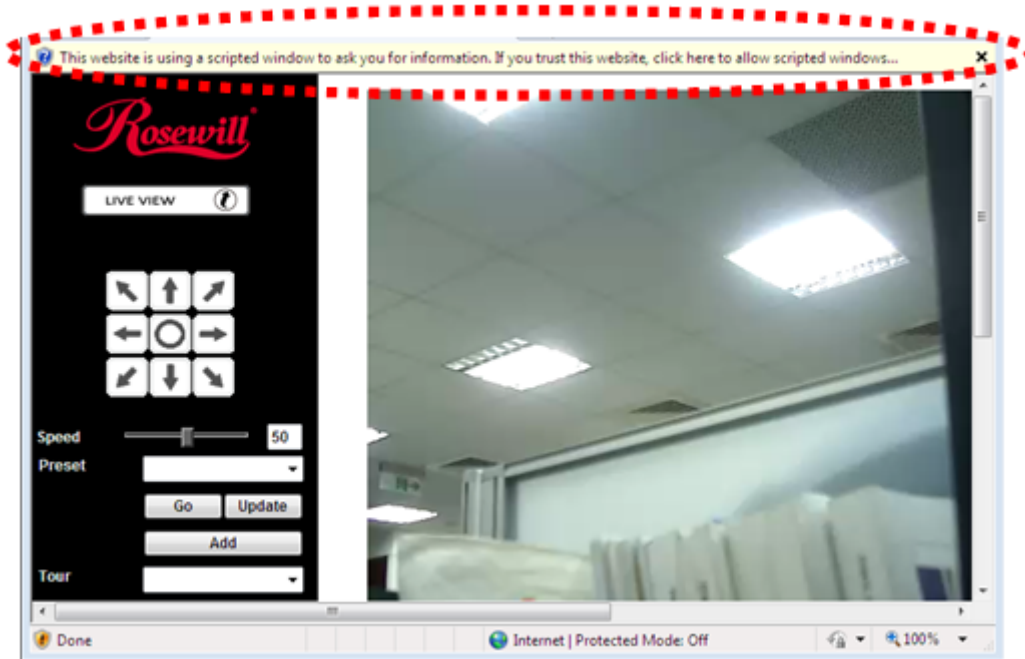 This website is using a scripted window to ask you for information. If you trust this website, click here to allow scripted windows...
Rosewill
LIVE VIEW
Speed 50
Preset
Go Update
Add
Tour
Done Internet | Protected Mode: Off 100%